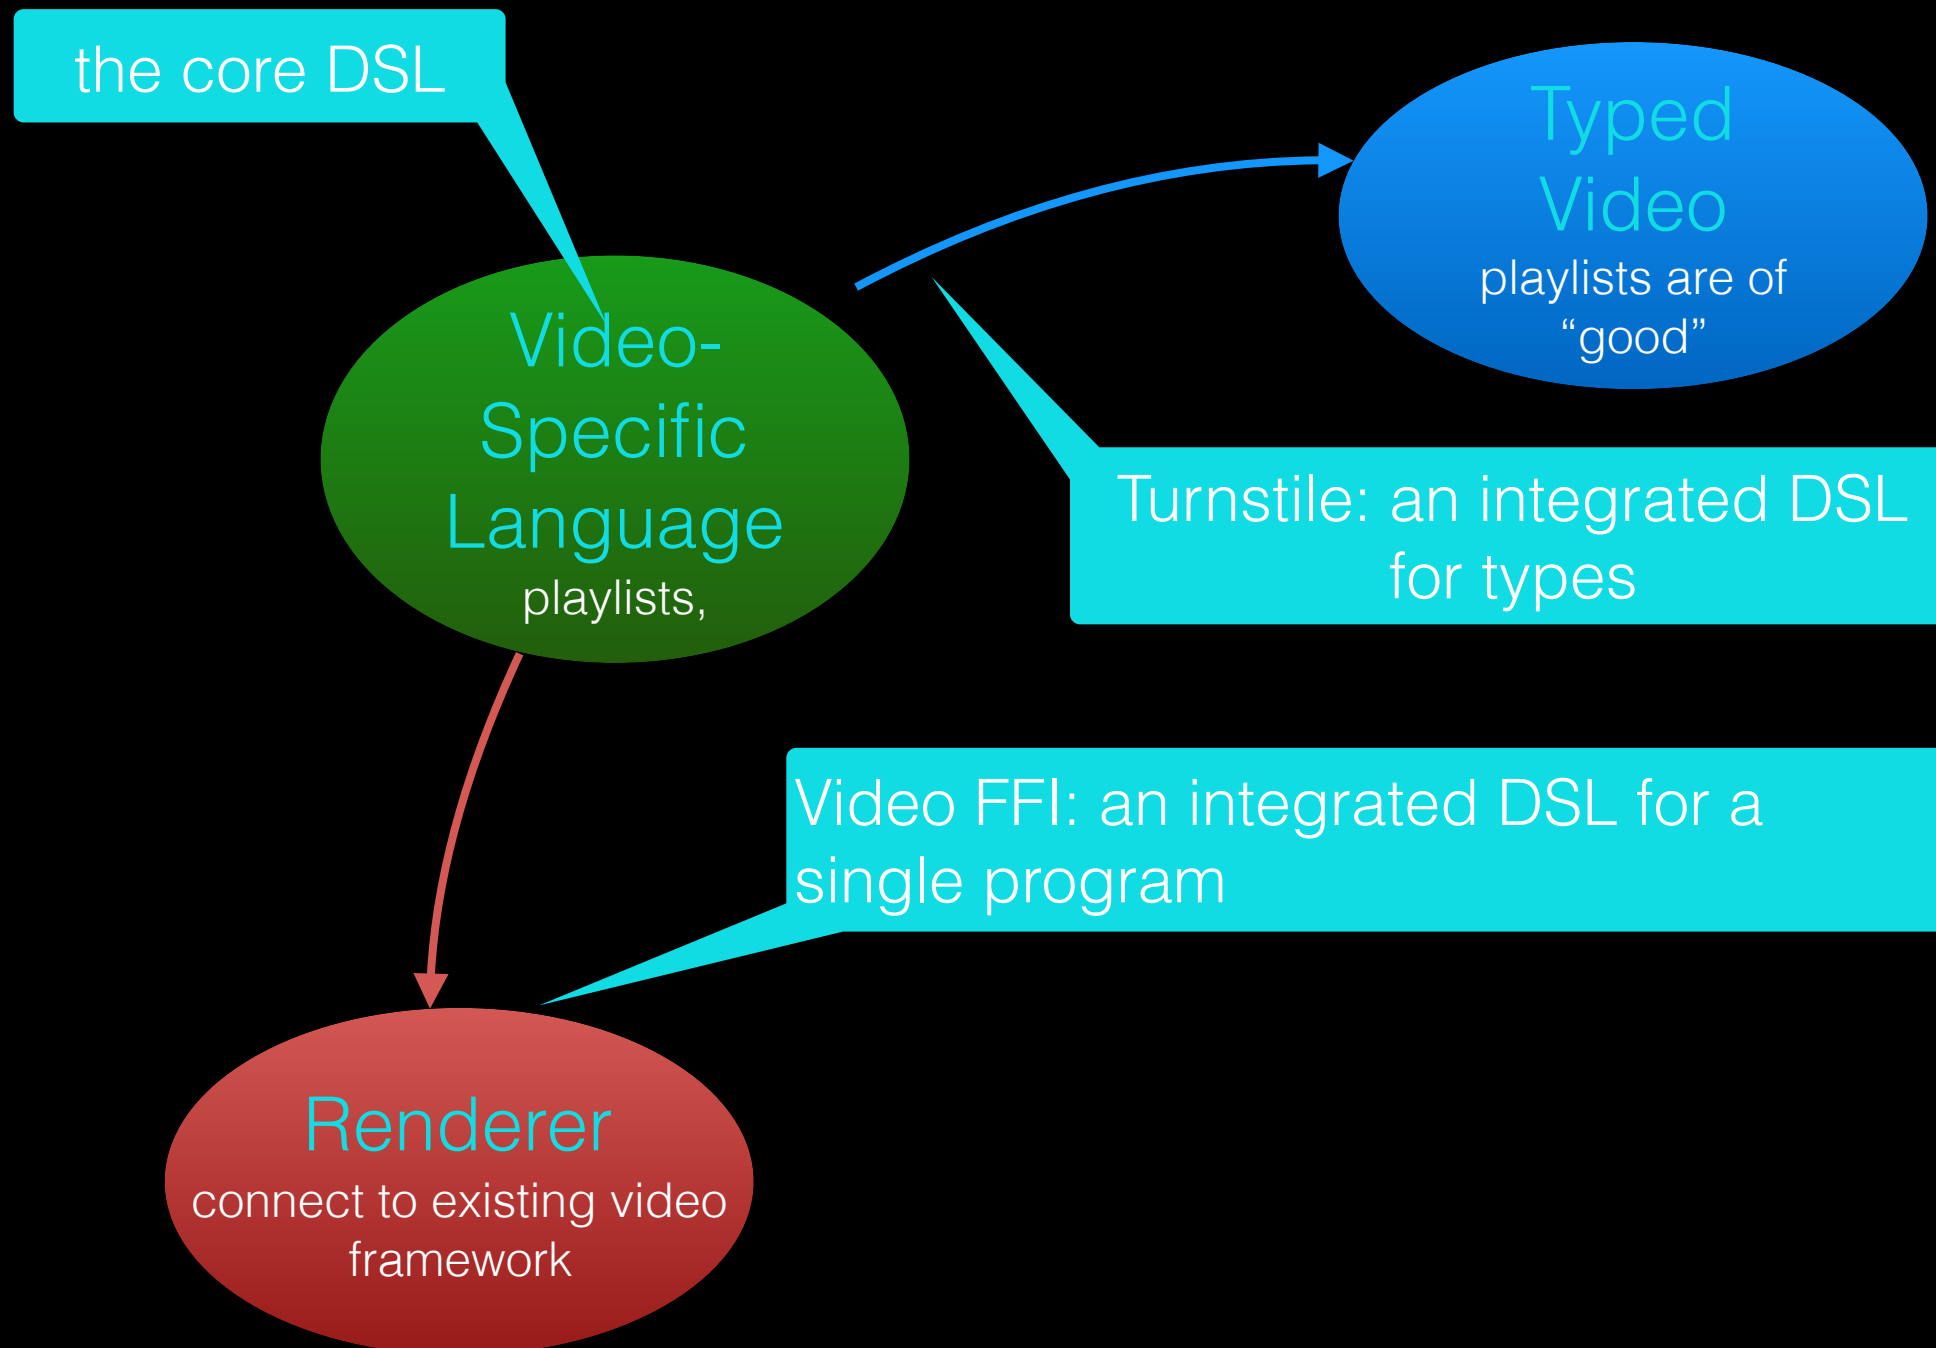 the core DSL
Typed
Video
playlists are of
“good”
Video-
Specific
Language
playlists,
Turnstile: an integrated DSL
for types
Video FFI: an integrated DSL for a
single program
Renderer
connect to existing video
framework